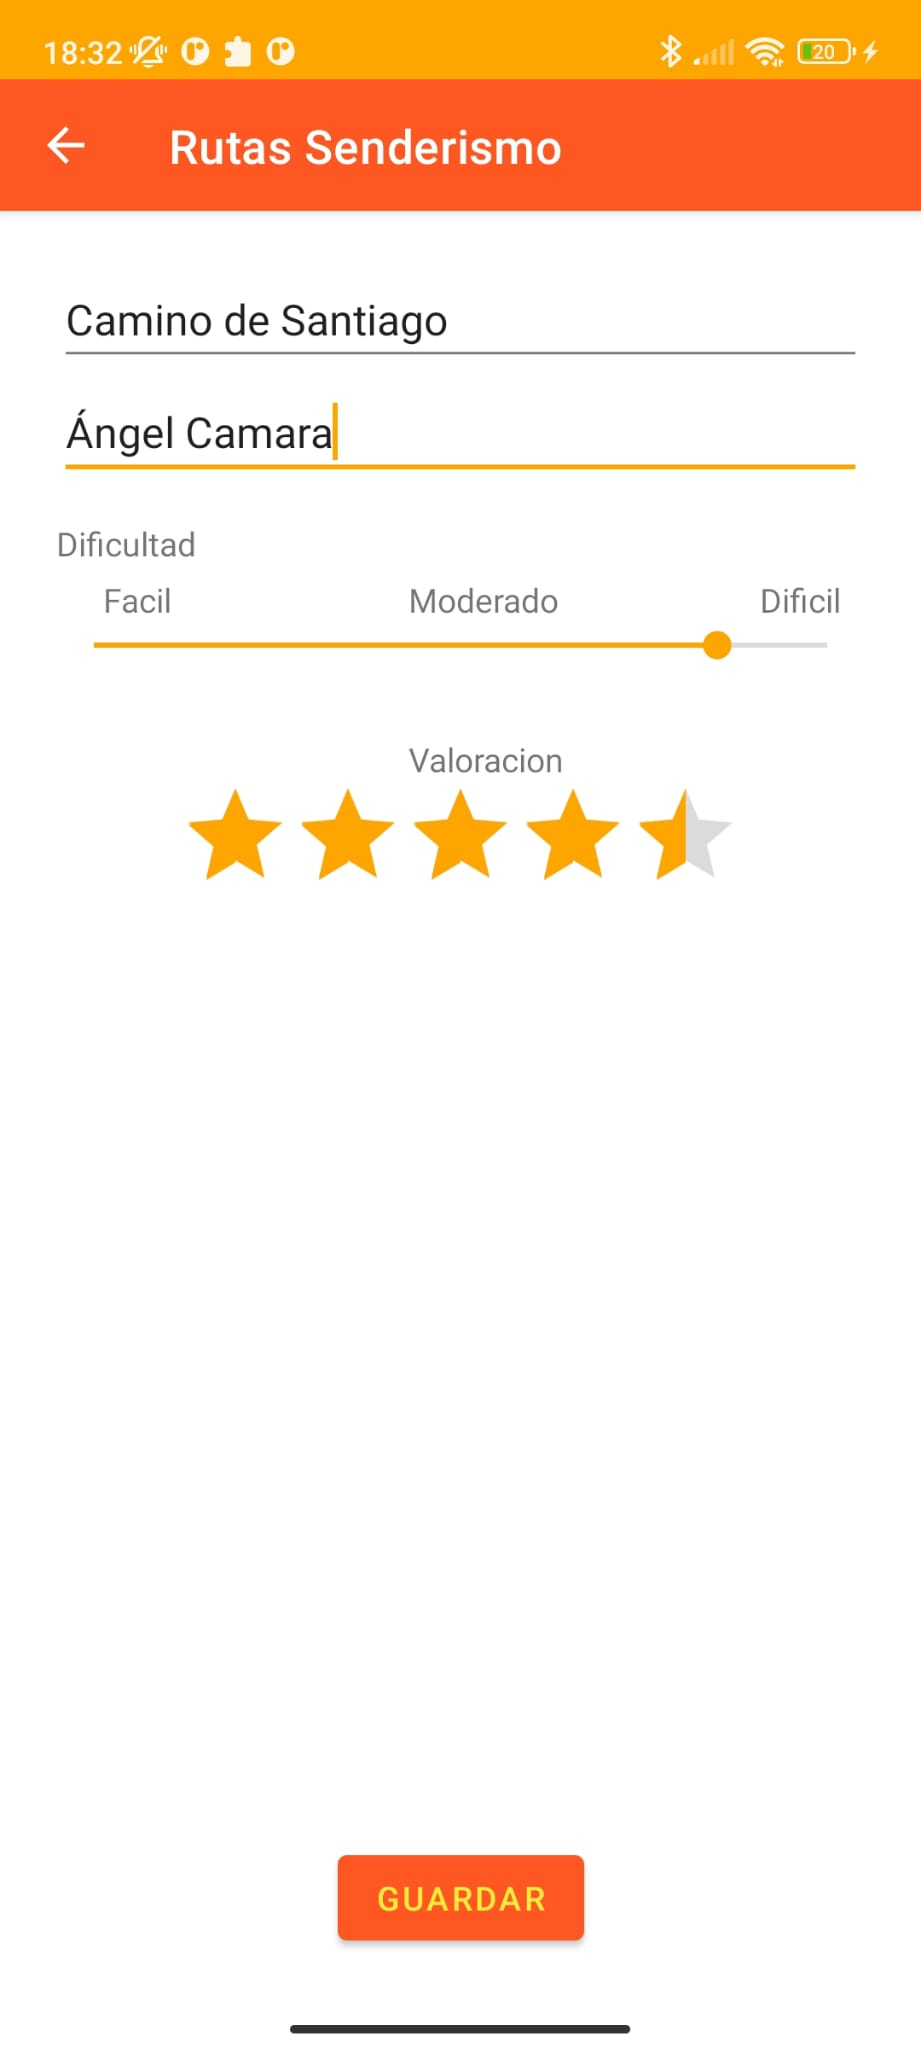 18:32 20
Rutas Senderismo
Camino de Santiago
Ángel Camara
Dificultad
Facil Moderado Dificil
Valoracion
GUARDAR